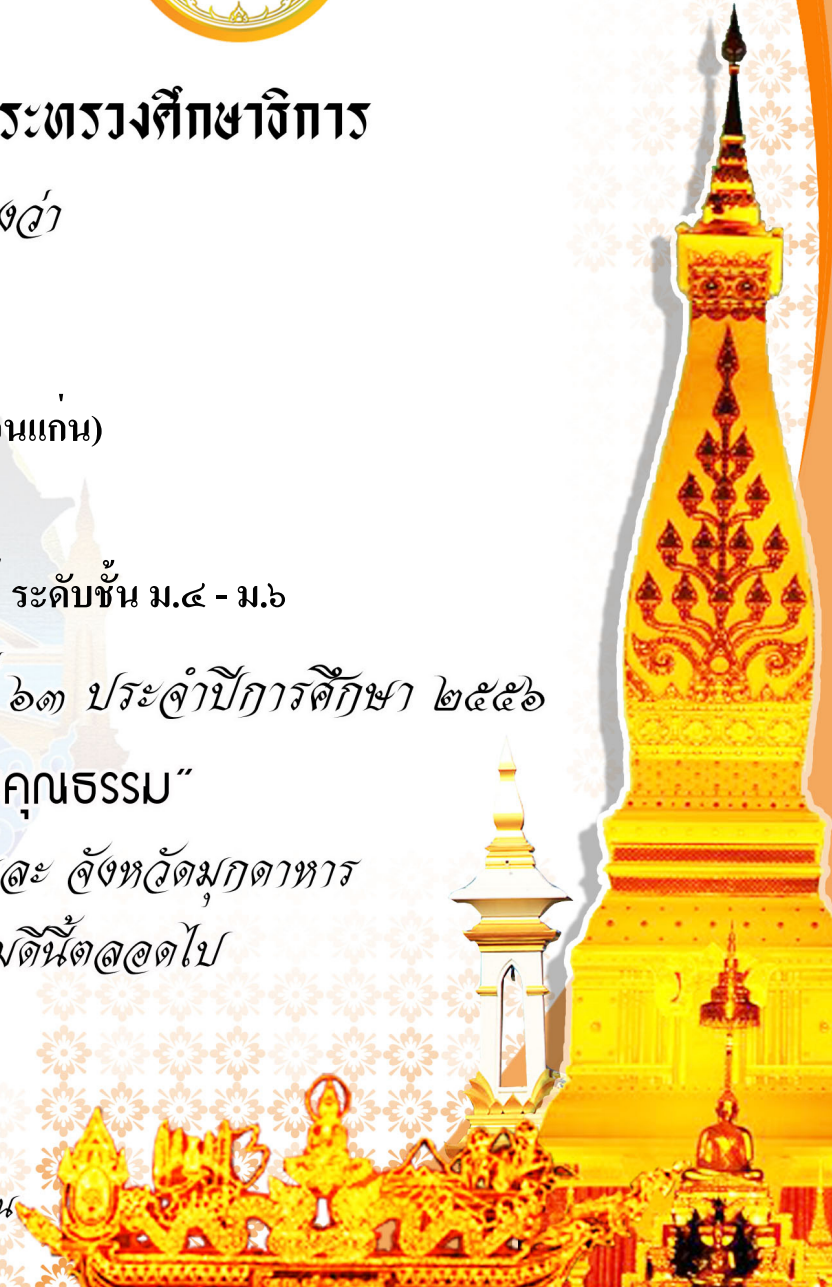 ระทรวงศึกษาธิการ
งว่า
อนแก่น)
ระดับชั้น ม.๔ - ม.๖
๖๓ ประจำปีการศึกษา ๒๕๕๖
คุณธรรม"
และ จังหวัดมุกดาหาร
มดีนี้ตลอดไป
น